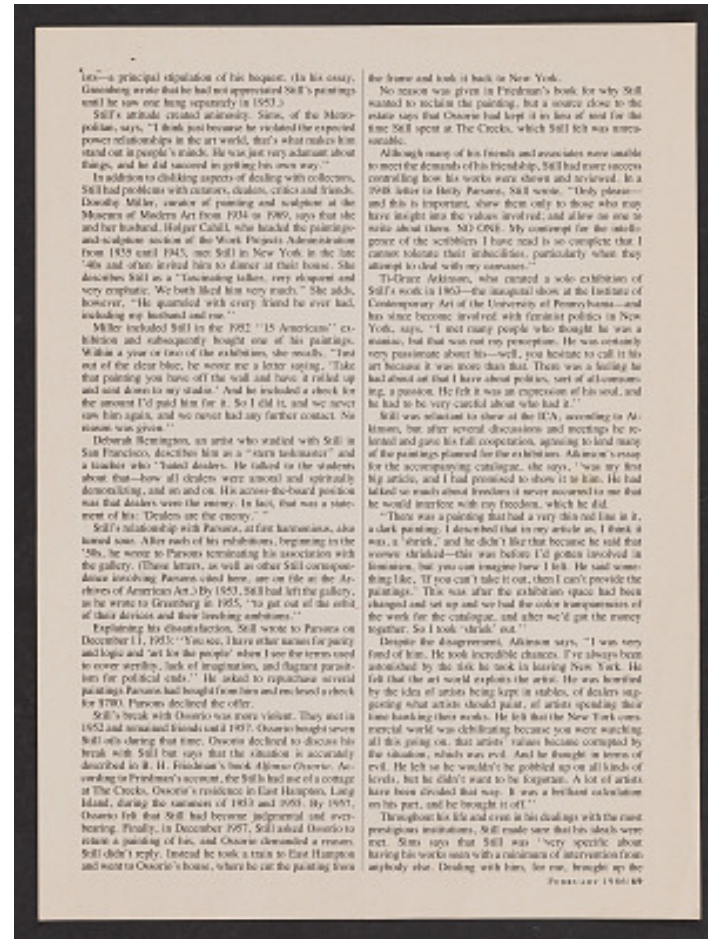 ists—a principal stipulation of his bequest. (In his essay,
Greenberg wrote that he had not appreciated Still's paintings
until he saw one hung separately in 1953.)
Still's attitude created animosity. Sims, of the Metro-
politan, says, "I think just because he violated the expected
power relationships in the art world, that's what makes him
stand out in people's minds. He was just very adamant about
things, and he did succeed in getting his own way."
In addition to disliking aspects of dealing with collectors,
Still had problems with curators, dealers, critics and friends.
Dorothy Miller, curator of painting and sculpture at the
Museum of Modern Art from 1934 to 1969, says that she
and her husband, Holger Cahill, who headed the paintings-
and-sculpture section of the Work Projects Administration
from 1935 until 1943, met Still in New York in the late
'40s and often invited him to dinner at their house. She
describes Still as a "fascinating talker, very eloquent and
very emphatic. We both liked him very much." She adds,
however, "He quarreled with every friend he ever had,
including my husband and me."
Miller included Still in the 1952 "15 Americans" ex-
hibition and subsequently bought one of his paintings.
Within a year or two of the exhibition, she recalls, "Just
out of the clear blue, he wrote me a letter saying, 'Take
that painting you have off the wall and have it rolled up
and sent down to my studio.' And he included a check for
the amount I'd paid him for it. So I did it, and we never
saw him again, and we never had any further contact. No
reason was given."
Deborah Remington, an artist who studied with Still in
San Francisco, describes him as a "stern taskmaster" and
a teacher who "hated dealers. He talked to the students
about that—how all dealers were amoral and spiritually
demoralizing, and on and on. His across-the-board position
was that dealers were the enemy. In fact, that was a state-
ment of his: 'Dealers are the enemy.' "
Still's relationship with Parsons, at first harmonious, also
turned sour. After each of his exhibitions, beginning in the
'50s, he wrote to Parsons terminating his association with
the gallery. (These letters, as well as other Still correspon-
dence involving Parsons cited here, are on file at the Ar-
chives of American Art.) By 1953, Still had left the gallery,
as he wrote to Greenberg in 1955, "to get out of the orbit
of their devices and their leeching ambitions."
Explaining his dissatisfaction, Still wrote to Parsons on
December 11, 1953: "You see, I have other names for purity
and logic and 'art for the people' when I see the terms used
to cover sterility, lack of imagination, and flagrant parasit-
ism for political ends." He asked to repurchase several
paintings Parsons had bought from him and enclosed a check
for $700. Parsons declined the offer.
Still's break with Ossorio was more violent. They met in
1952 and remained friends until 1957. Ossorio bought seven
Still oils during that time. Ossorio declined to discuss his
break with Still but says that the situation is accurately
described in B. H. Friedman's book Alfonso Ossorio. Ac-
cording to Friedman's account, the Stills had use of a cottage
at The Creeks, Ossorio's residence in East Hampton, Long
Island, during the summers of 1953 and 1955. By 1957,
Ossorio felt that Still had become judgmental and over-
bearing. Finally, in December 1957, Still asked Ossorio to
return a painting of his, and Ossorio demanded a reason.
Still didn't reply. Instead he took a train to East Hampton
and went to Ossorio's house, where he cut the painting from
the frame and took it back to New York.
No reason was given in Friedman's book for why Still
wanted to reclaim the painting, but a source close to the
estate says that Ossorio had kept it in lieu of rent for the
time Still spent at The Creeks, which Still felt was unrea-
sonable.
Although many of his friends and associates were unable
to meet the demands of his friendship, Still had more success
controlling how his works were shown and reviewed. In a
1948 letter to Betty Parsons, Still wrote, "Only please—
and this is important, show them only to those who may
have insight into the values involved; and allow no one to
write about them. NO ONE. My contempt for the intelli-
gence of the scribblers I have read is so complete that I
cannot tolerate their imbecilities, particularly when they
attempt to deal with my canvases."
Ti-Grace Atkinson, who curated a solo exhibition of
Still's work in 1963—the inaugural show at the Institute of
Contemporary Art of the University of Pennsylvania—and
has since become involved with feminist politics in New
York, says, "I met many people who thought he was a
maniac, but that was not my perception. He was certainly
very passionate about his—well, you hesitate to call it his
art because it was more than that. There was a feeling he
had about art that I have about politics, sort of all-consum-
ing, a passion. He felt it was an expression of his soul, and
he had to be very careful about who had it."
Still was reluctant to show at the ICA, according to At-
kinson, but after several discussions and meetings he re-
lented and gave his full cooperation, agreeing to lend many
of the paintings planned for the exhibition. Atkinson's essay
for the accompanying catalogue, she says, "was my first
big article, and I had promised to show it to him. He had
talked so much about freedom it never occurred to me that
he would interfere with my freedom, which he did.
"There was a painting that had a very thin red line in it,
a dark painting. I described that in my article as, I think it
was, a 'shriek,' and he didn't like that because he said that
women shrieked—this was before I'd gotten involved in
feminism, but you can imagine how I felt. He said some-
thing like, 'If you can't take it out, then I can't provide the
paintings.' This was after the exhibition space had been
changed and set up and we had the color transparencies of
the work for the catalogue, and after we'd got the money
together. So I took 'shriek' out."
Despite the disagreement, Atkinson says, "I was very
fond of him. He took incredible chances. I've always been
astonished by the risk he took in leaving New York. He
felt that the art world exploits the artist. He was horrified
by the idea of artists being kept in stables, of dealers sug-
gesting what artists should paint, of artists spending their
time hawking their works. He felt that the New York com-
mercial world was debilitating because you were watching
all this going on, that artists' values became corrupted by
the situation, which was evil. And he thought in terms of
evil. He left so he wouldn't be gobbled up on all kinds of
levels, but he didn't want to be forgotten. A lot of artists
have been divided that way. It was a brilliant calculation
on his part, and he brought it off."
Throughout his life and even in his dealings with the most
prestigious institutions, Still made sure that his ideals were
met. Sims says that Still was "very specific about
having his works seen with a minimum of intervention from
anybody else. Dealing with him, for me, brought up the
FEBRUARY 1986/69